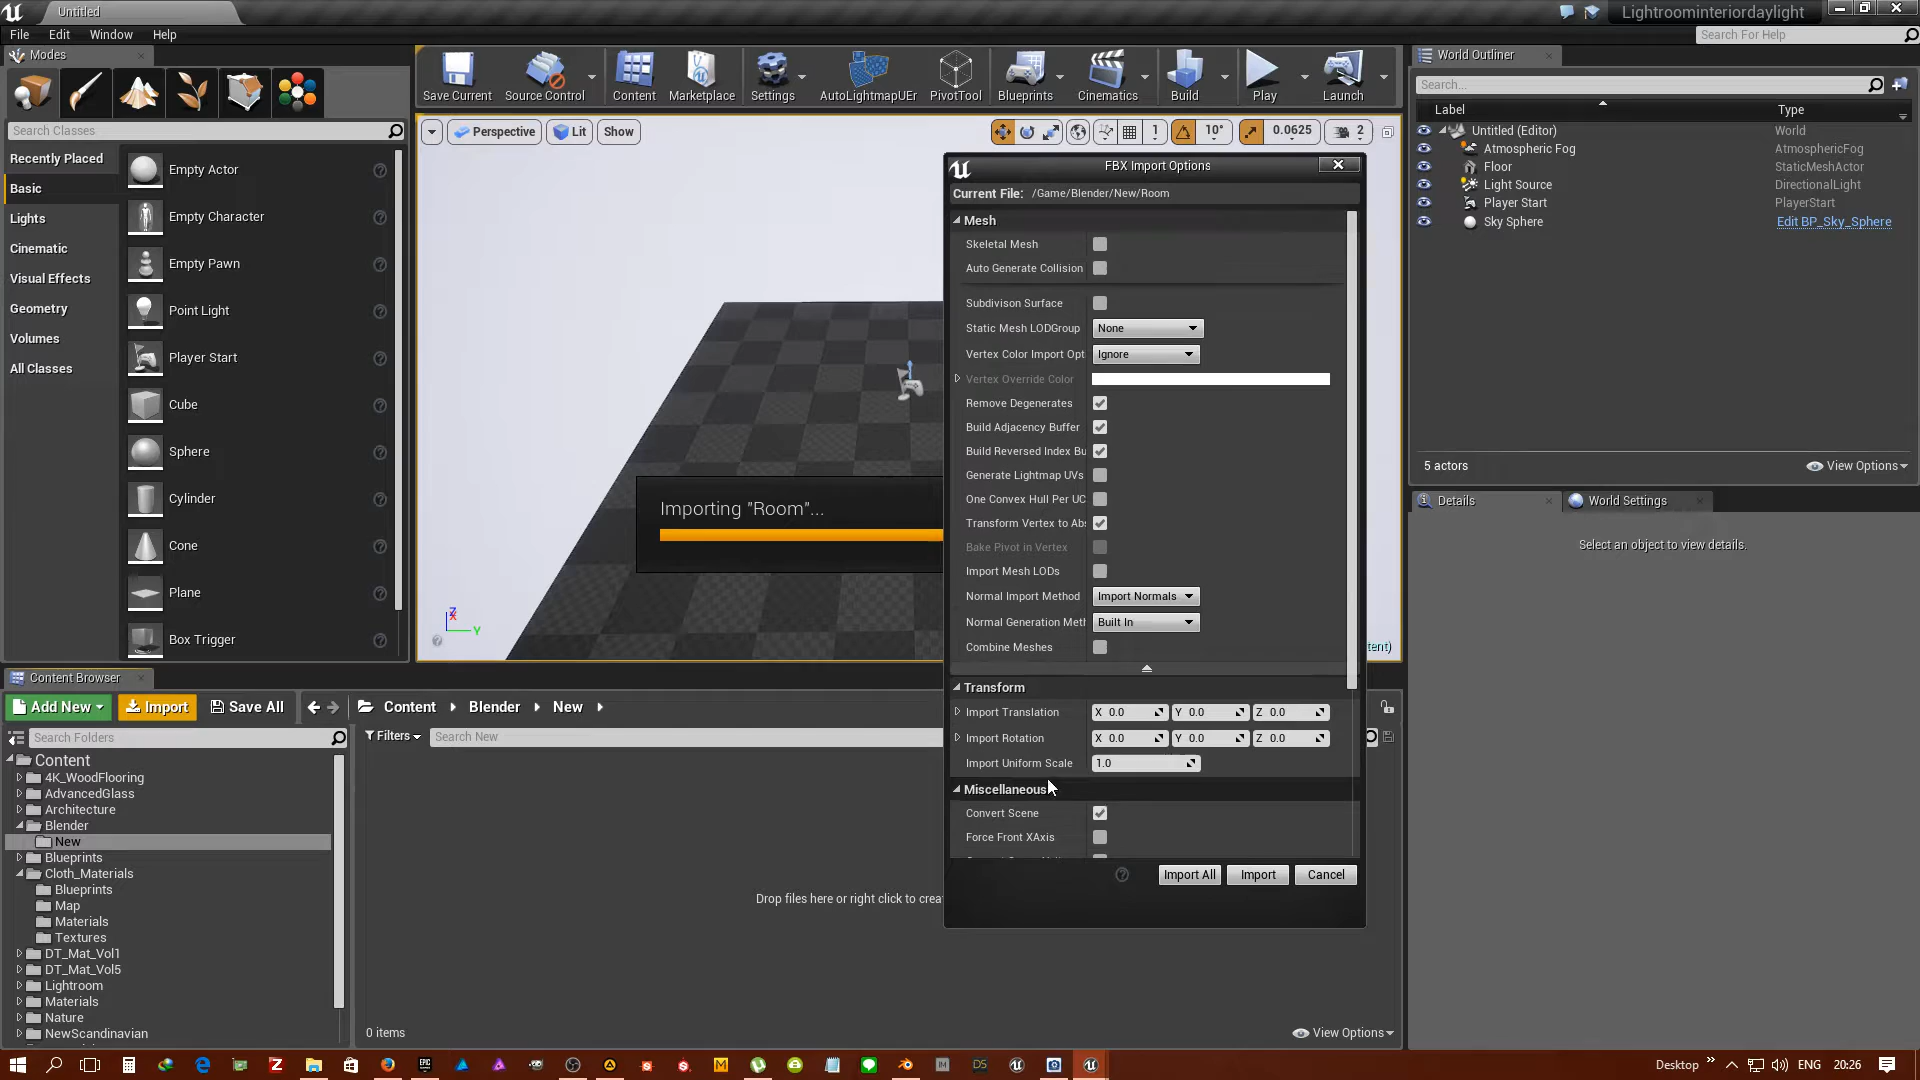 Untitled
Lightroominteriordaylight
File Edit Window Help
Search For Help
Modes
Search Classes
Recently Placed
Basic
Lights
Cinematic
Visual Effects
Geometry
Volumes
All Classes
Empty Actor
Empty Character
Empty Pawn
Point Light
Player Start
Cube
Sphere
Cylinder
Cone
Plane
Box Trigger
Save Current
Source Control
Content
Marketplace
Settings
AutoLightmapUEr
PivotTool
Blueprints
Cinematics
Build
Play
Launch
Perspective
Lit
Show
1
10°
0.0625
2
Importing "Room"...
Z
X
Y
tent)
FBX Import Options
Current File: /Game/Blender/New/Room
Mesh
Skeletal Mesh
Auto Generate Collision
Subdivison Surface
Static Mesh LODGroup None
Vertex Color Import Opt Ignore
Vertex Override Color
Remove Degenerates
Build Adjacency Buffer
Build Reversed Index Bu
Generate Lightmap UVs
One Convex Hull Per UC
Transform Vertex to Abs
Bake Pivot in Vertex
Import Mesh LODs
Normal Import Method Import Normals
Normal Generation Meth Built In
Combine Meshes
Transform
Import Translation X 0.0 Y 0.0 Z 0.0
Import Rotation X 0.0 Y 0.0 Z 0.0
Import Uniform Scale 1.0
Miscellaneous
Convert Scene
Force Front XAxis
Import All Import Cancel
World Outliner
Search...
Label Type
Untitled (Editor) World
Atmospheric Fog AtmosphericFog
Floor StaticMeshActor
Light Source DirectionalLight
Player Start PlayerStart
Sky Sphere Edit BP_Sky_Sphere
5 actors View Options
Details World Settings
Select an object to view details.
Content Browser
Add New Import Save All Content Blender New
Search Folders
Filters Search New
Content
4K_WoodFlooring
AdvancedGlass
Architecture
Blender
New
Blueprints
Cloth_Materials
Blueprints
Map
Materials
Textures
DT_Mat_Vol1
DT_Mat_Vol5
Lightroom
Materials
Nature
NewScandinavian
Drop files here or right click to crea
0 items View Options
Desktop ENG 20:26